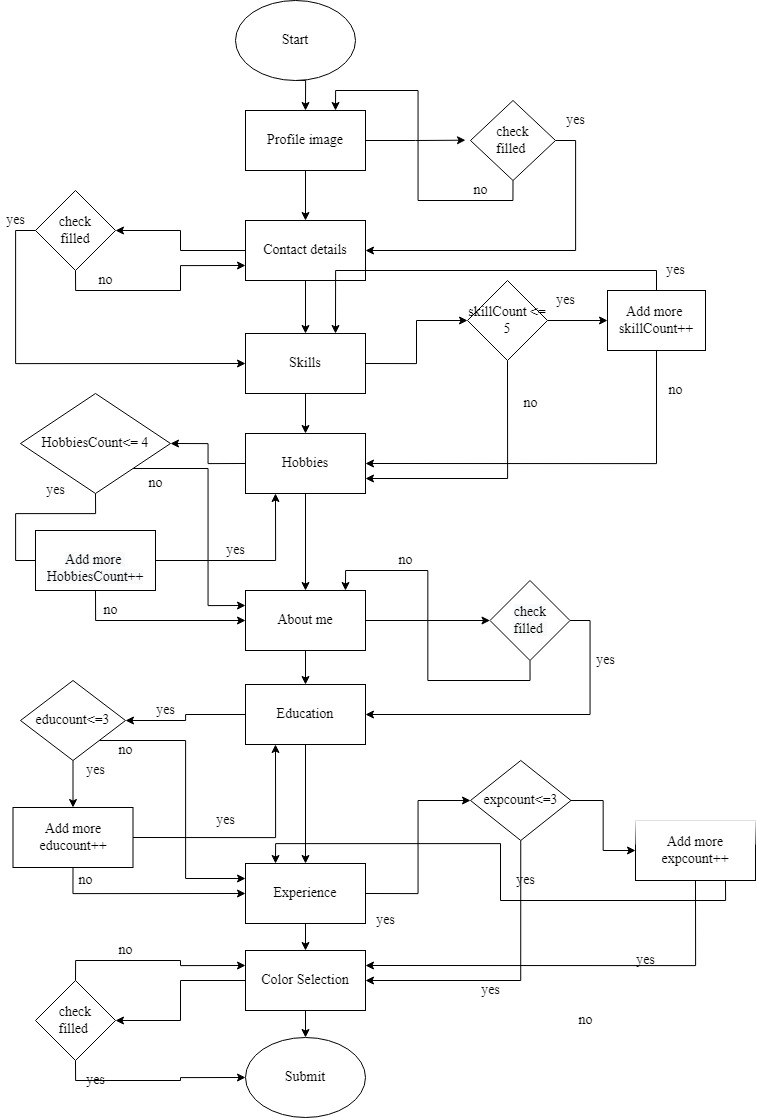 Start
Profile image
check
filled
yes
no
Contact details
check
filled
yes
no
yes
skillCount <=
5
yes
Add more
skillCount++
Skills
no
no
HobbiesCount<= 4
Hobbies
no
yes
Add more
HobbiesCount++
yes
no
no
About me
check
filled
yes
Education
educount<=3
yes
no
yes
Add more
educount++
yes
no
expcount<=3
Add more
expcount++
Experience
yes
yes
no
Color Selection
yes
yes
check
filled
no
yes
Submit